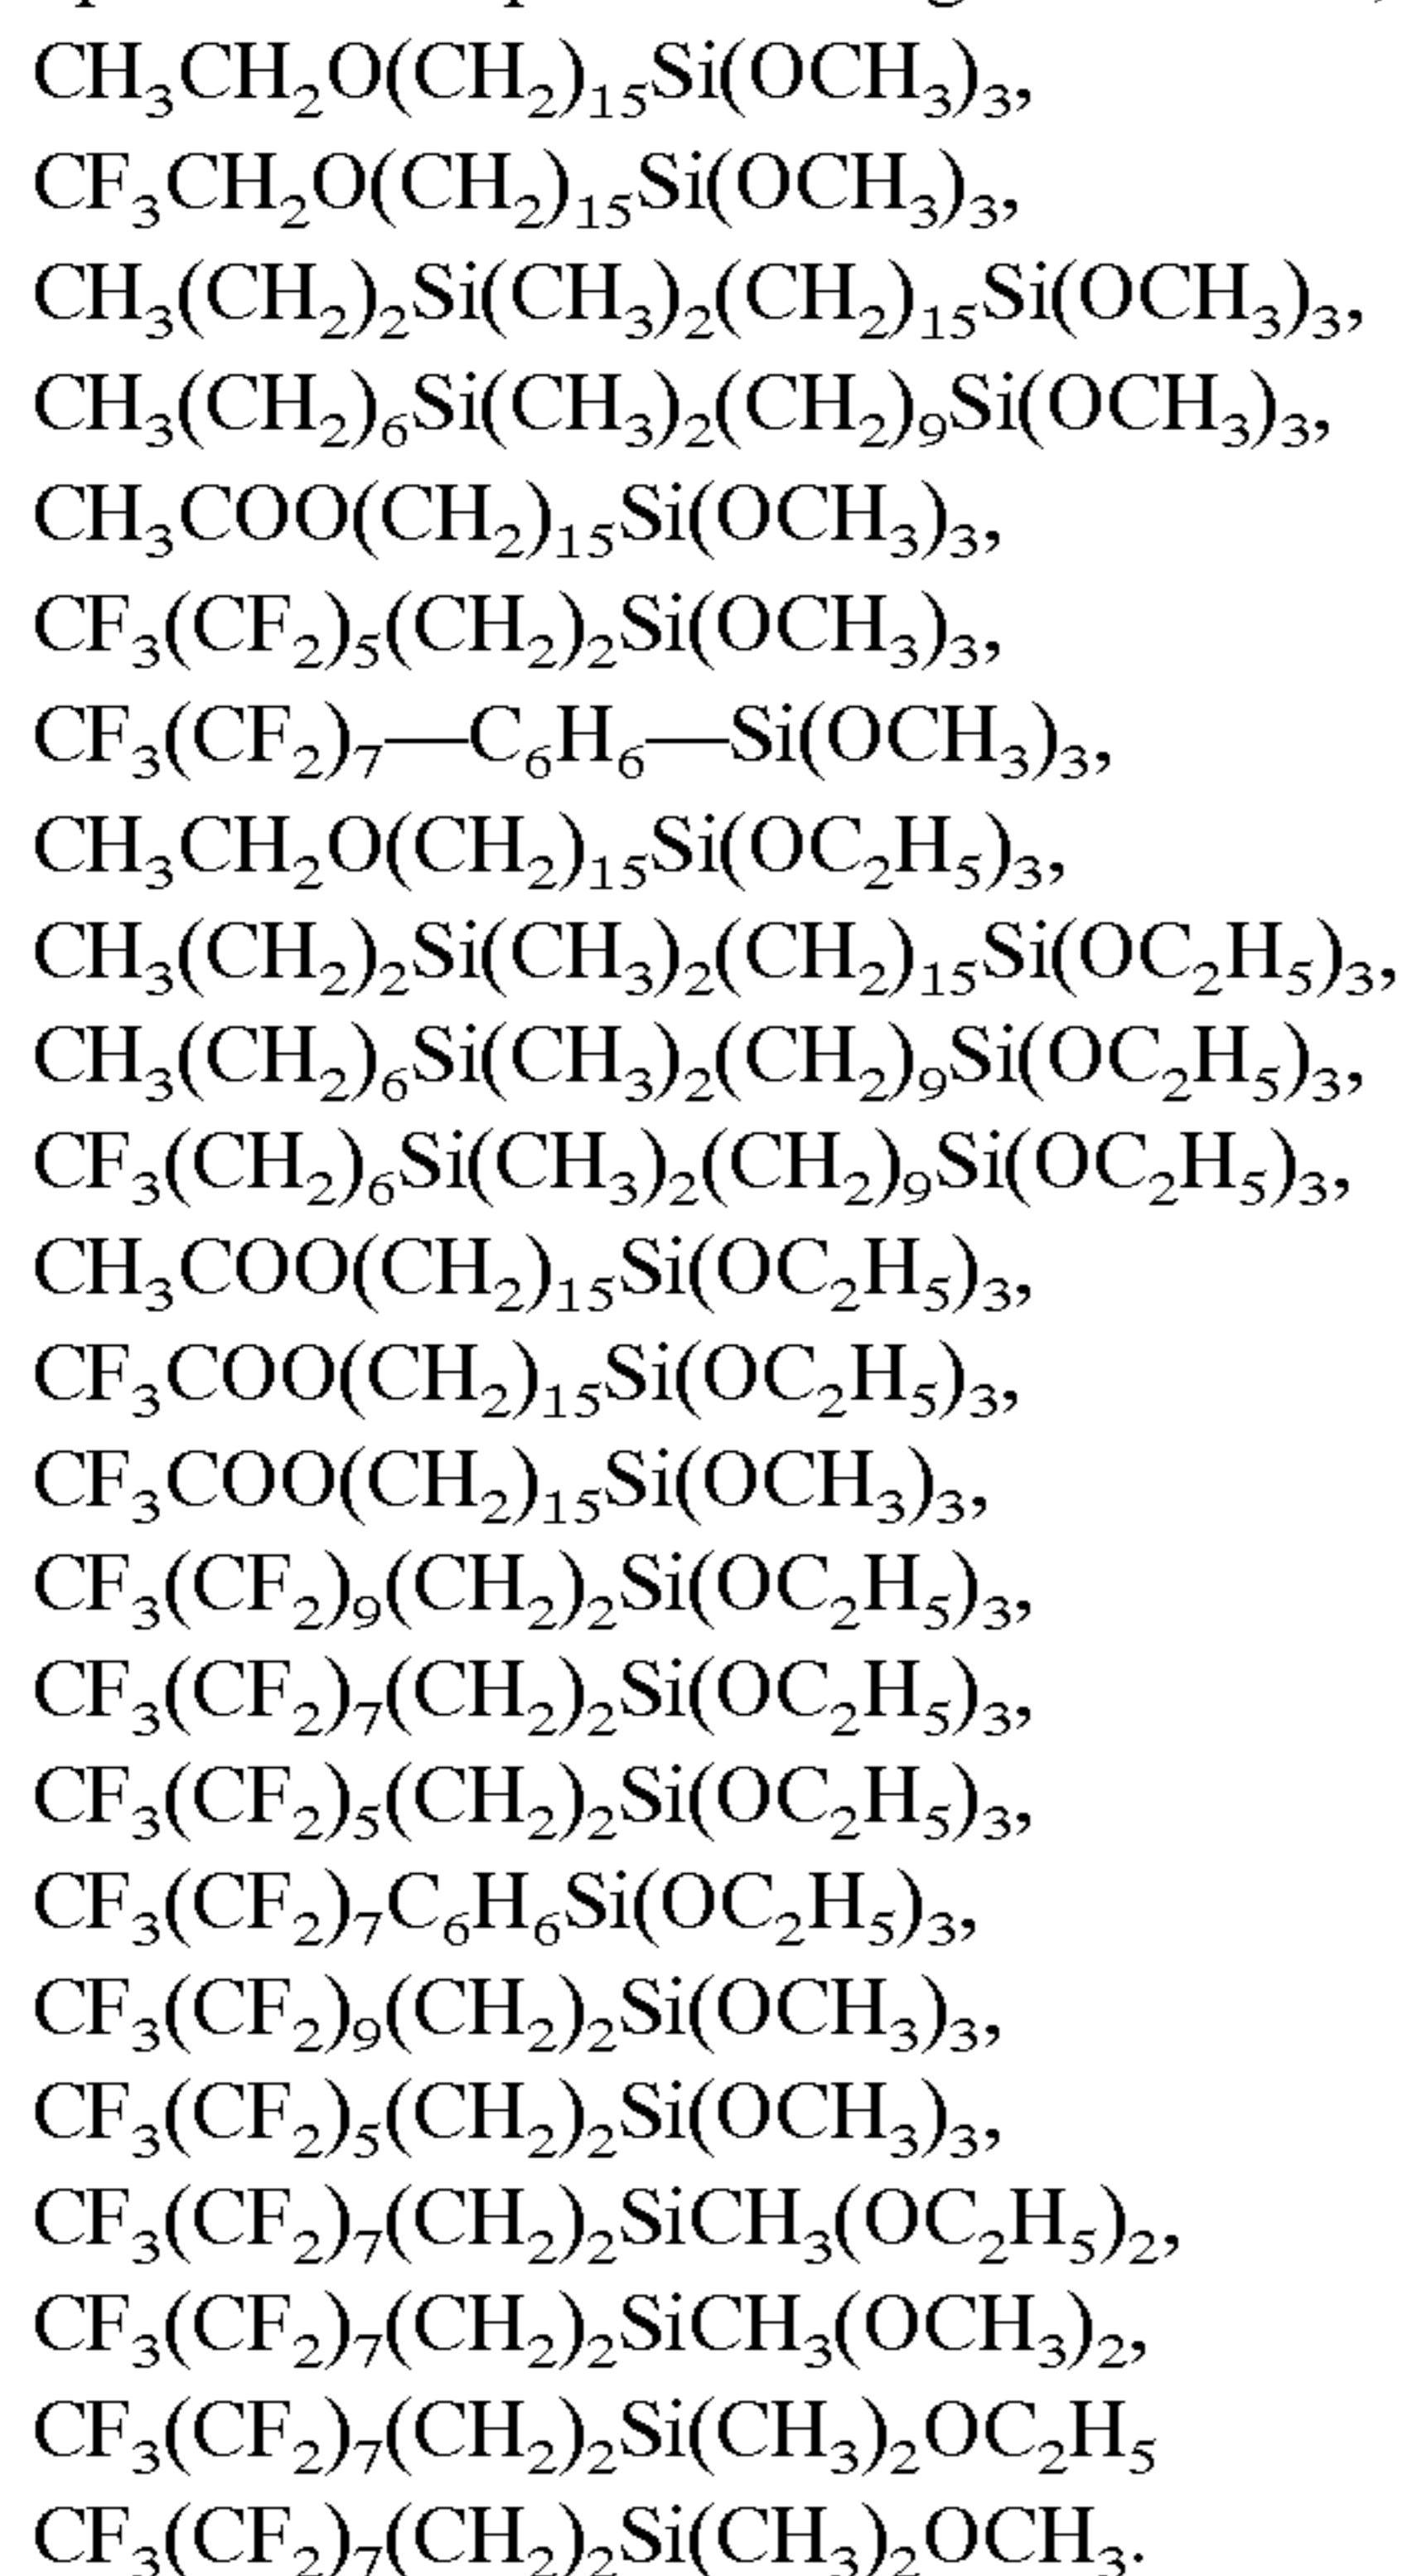 CH₃CH₂O(CH₂)₁₅Si(OCH₃)₃,
CF₃CH₂O(CH₂)₁₅Si(OCH₃)₃,
CH₃(CH₂)₂Si(CH₃)₂(CH₂)₁₅Si(OCH₃)₃,
CH₃(CH₂)₆Si(CH₃)₂(CH₂)₉Si(OCH₃)₃,
CH₃COO(CH₂)₁₅Si(OCH₃)₃,
CF₃(CF₂)₅(CH₂)₂Si(OCH₃)₃,
CF₃(CF₂)₇—C₆H₆—Si(OCH₃)₃,
CH₃CH₂O(CH₂)₁₅Si(OC₂H₅)₃,
CH₃(CH₂)₂Si(CH₃)₂(CH₂)₁₅Si(OC₂H₅)₃,
CH₃(CH₂)₆Si(CH₃)₂(CH₂)₉Si(OC₂H₅)₃,
CF₃(CH₂)₆Si(CH₃)₂(CH₂)₉Si(OC₂H₅)₃,
CH₃COO(CH₂)₁₅Si(OC₂H₅)₃,
CF₃COO(CH₂)₁₅Si(OC₂H₅)₃,
CF₃COO(CH₂)₁₅Si(OCH₃)₃,
CF₃(CF₂)₉(CH₂)₂Si(OC₂H₅)₃,
CF₃(CF₂)₇(CH₂)₂Si(OC₂H₅)₃,
CF₃(CF₂)₅(CH₂)₂Si(OC₂H₅)₃,
CF₃(CF₂)₇C₆H₆Si(OC₂H₅)₃,
CF₃(CF₂)₉(CH₂)₂Si(OCH₃)₃,
CF₃(CF₂)₅(CH₂)₂Si(OCH₃)₃,
CF₃(CF₂)₇(CH₂)₂SiCH₃(OC₂H₅)₂,
CF₃(CF₂)₇(CH₂)₂SiCH₃(OCH₃)₂,
CF₃(CF₂)₇(CH₂)₂Si(CH₃)₂OC₂H₅
CF₃(CF₂)₇(CH₂)₂Si(CH₃)₂OCH₃.